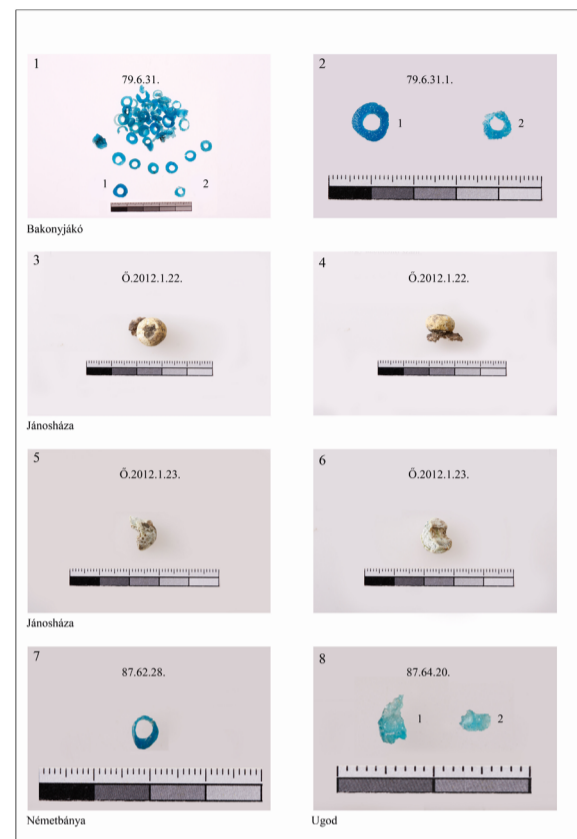 1
79.6.31.
1
2
Bakonyjákó
2
79.6.31.1.
1
2
3
Ő.2012.1.22.
Jánosháza
4
Ő.2012.1.22.
5
Ő.2012.1.23.
Jánosháza
6
Ő.2012.1.23.
7
87.62.28.
Németbánya
8
87.64.20.
1
2
Ugod